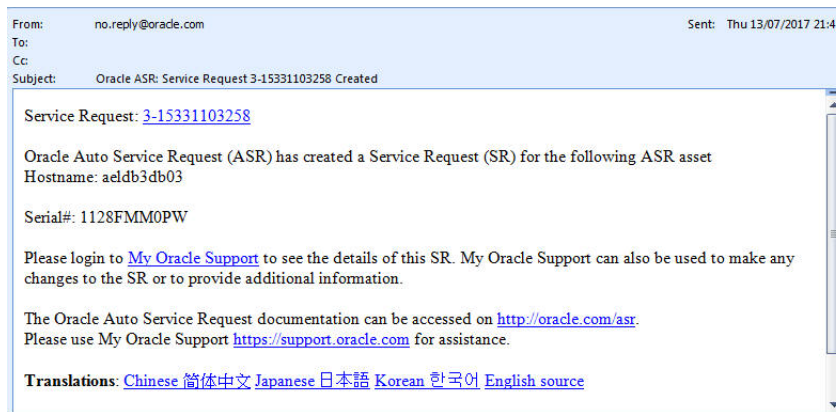 From: no.reply@oracle.com Sent: Thu 13/07/2017 21:4
To:
Cc:
Subject: Oracle ASR: Service Request 3-15331103258 Created
Service Request: 3-15331103258
Oracle Auto Service Request (ASR) has created a Service Request (SR) for the following ASR asset
Hostname: aeldb3db03
Serial#: 1128FMM0PW
Please login to My Oracle Support to see the details of this SR. My Oracle Support can also be used to make any
changes to the SR or to provide additional information.
The Oracle Auto Service Request documentation can be accessed on http://oracle.com/asr.
Please use My Oracle Support https://support.oracle.com for assistance.
Translations: Chinese 简体中文 Japanese 日本語 Korean 한국어 English source